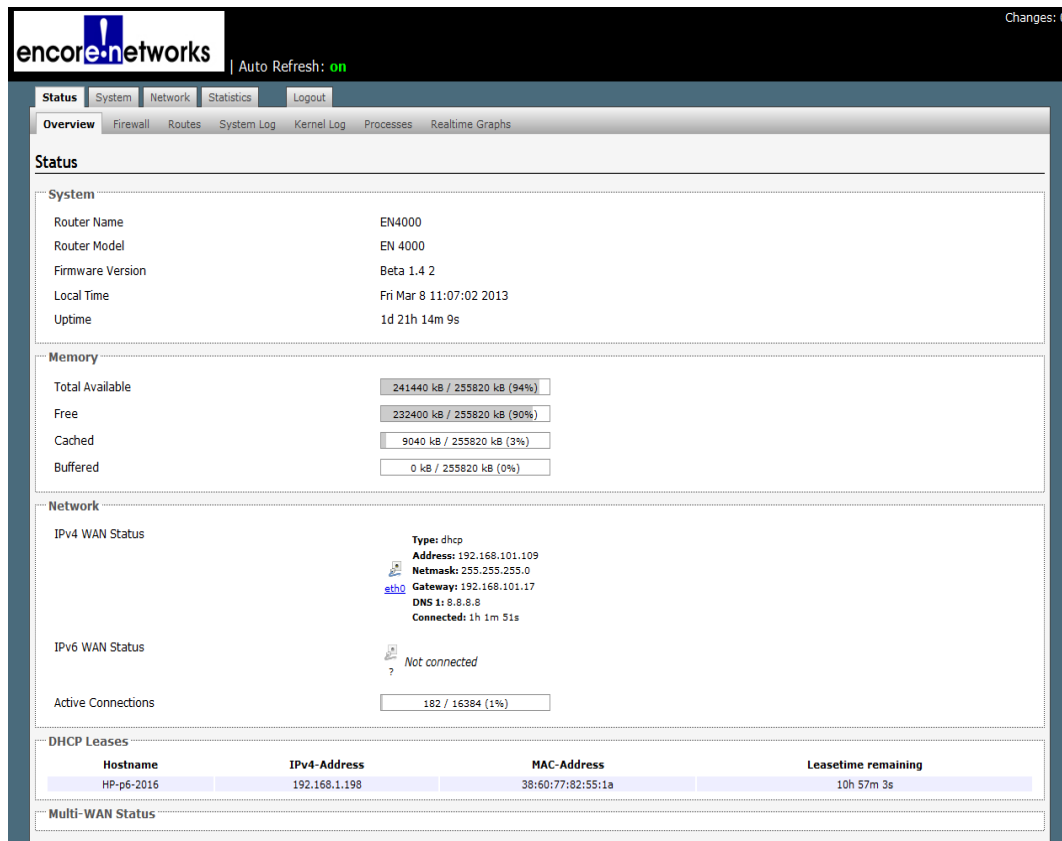 Changes: 0
encore!networks
| Auto Refresh: on
Status System Network Statistics Logout
Overview Firewall Routes System Log Kernel Log Processes Realtime Graphs
Status
System
Router Name EN4000
Router Model EN 4000
Firmware Version Beta 1.4 2
Local Time Fri Mar 8 11:07:02 2013
Uptime 1d 21h 14m 9s
Memory
Total Available 241440 kB / 255820 kB (94%)
Free 232400 kB / 255820 kB (90%)
Cached 9040 kB / 255820 kB (3%)
Buffered 0 kB / 255820 kB (0%)
Network
IPv4 WAN Status
Type: dhcp
Address: 192.168.101.109
Netmask: 255.255.255.0
eth0 Gateway: 192.168.101.17
DNS 1: 8.8.8.8
Connected: 1h 1m 51s
IPv6 WAN Status
? Not connected
Active Connections 182 / 16384 (1%)
DHCP Leases
Hostname IPv4-Address MAC-Address Leasetime remaining
HP-p6-2016 192.168.1.198 38:60:77:82:55:1a 10h 57m 3s
Multi-WAN Status